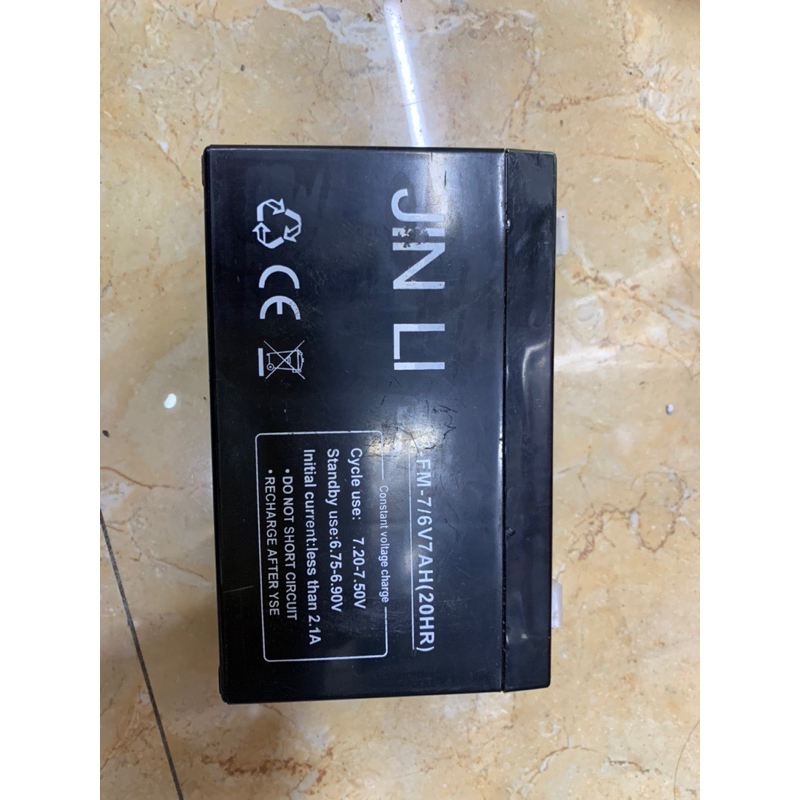 JIN LI
CE
FM-7/6V7AH(20HR)
Constant voltage charge
Cycle use: 7.20-7.50V
Standby use:6.75-6.90V
Initial current:less than 2.1A
•DO NOT SHORT CIRCUIT
•RECHARGE AFTER YSE